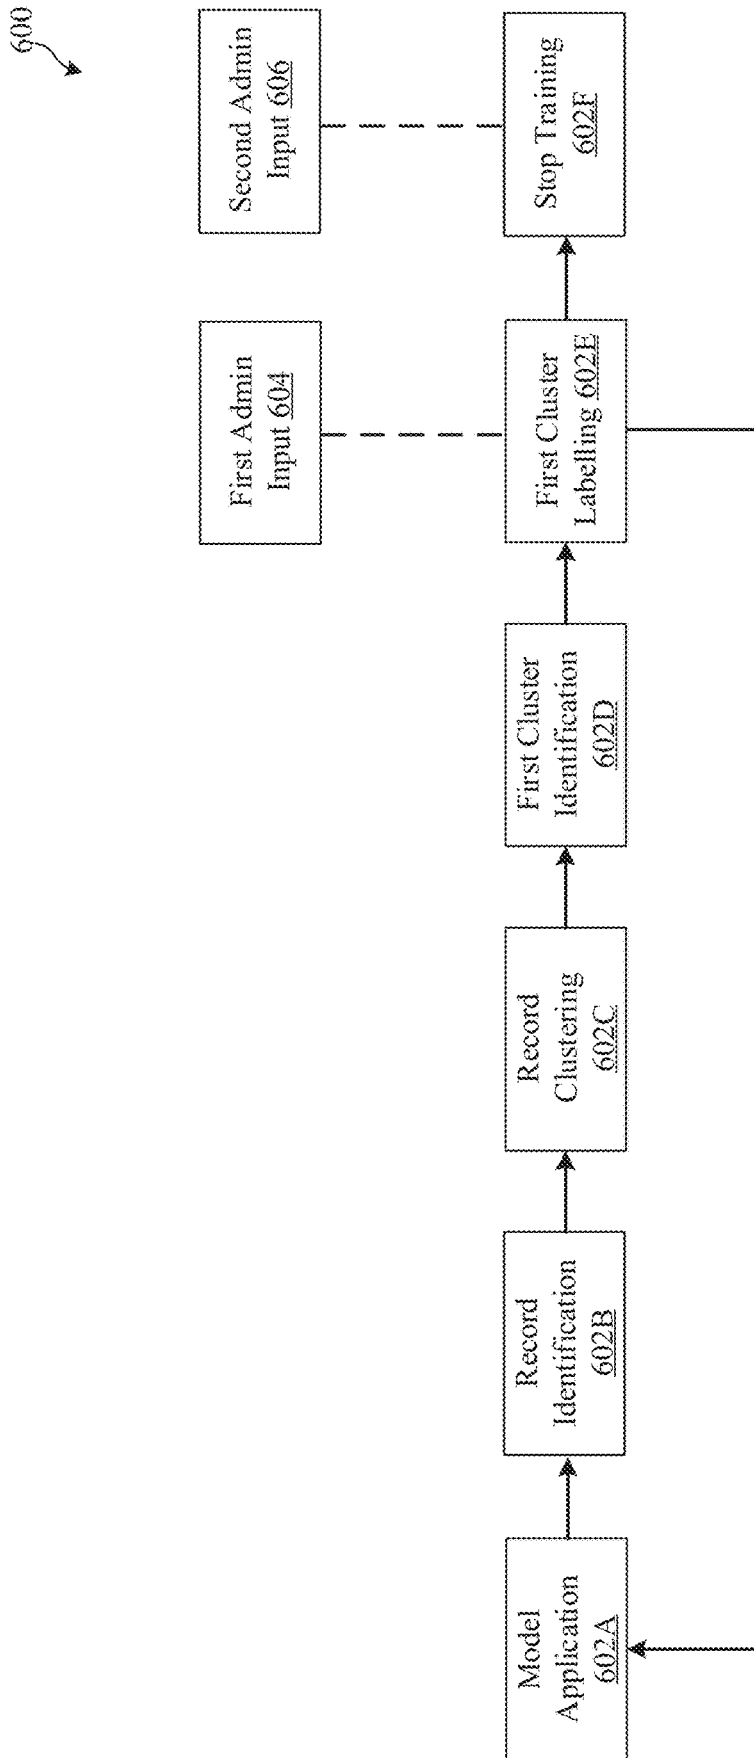 600
Model
Application
602A
Record
Identification
602B
Record
Clustering
602C
First Cluster
Identification
602D
First Cluster
Labelling 602E
Stop Training
602F
First Admin
Input 604
Second Admin
Input 606